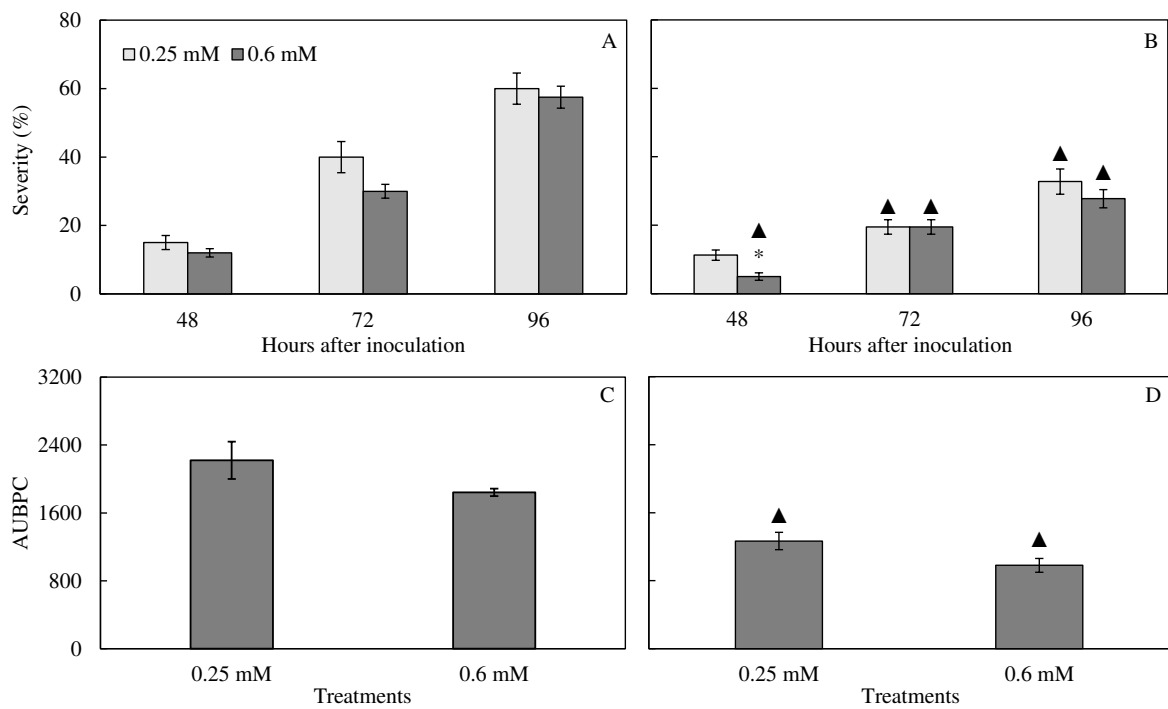 80
60
40
20
0
Severity (%)
0.25 mM 0.6 mM
A
48 72 96
Hours after inoculation
B
▲ ▲ ▲ ▲ ▲
*
48 72 96
Hours after inoculation
3200
2400
1600
800
0
AUBPC
C
0.25 mM 0.6 mM
Treatments
D
▲ ▲
0.25 mM 0.6 mM
Treatments